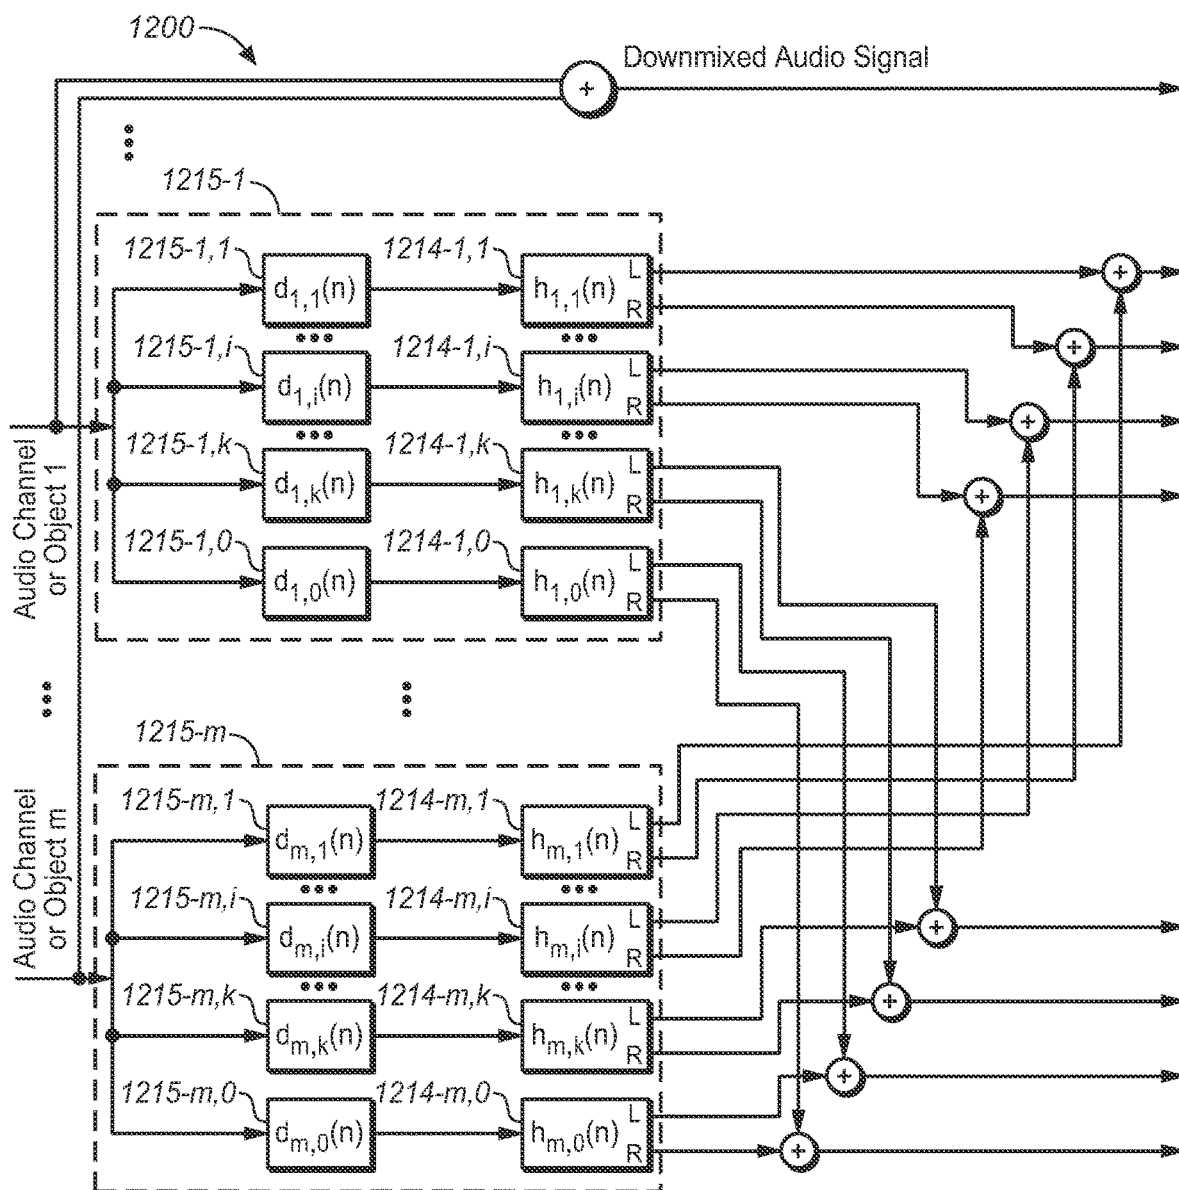 1200
Downmixed Audio Signal
+
1215-1
1215-1,1
d1,1(n)
1214-1,1
h1,1(n)
L
R
+
1215-1,i
d1,i(n)
1214-1,i
h1,i(n)
L
R
+
+
1215-1,k
d1,k(n)
1214-1,k
h1,k(n)
L
R
+
1215-1,0
d1,0(n)
1214-1,0
h1,0(n)
L
R
Audio Channel
or Object 1
1215-m
1215-m,1
dm,1(n)
1214-m,1
hm,1(n)
L
R
1215-m,i
dm,i(n)
1214-m,i
hm,i(n)
L
R
+
1215-m,k
dm,k(n)
1214-m,k
hm,k(n)
L
R
+
1215-m,0
dm,0(n)
1214-m,0
hm,0(n)
L
R
+
+
Audio Channel
or Object m